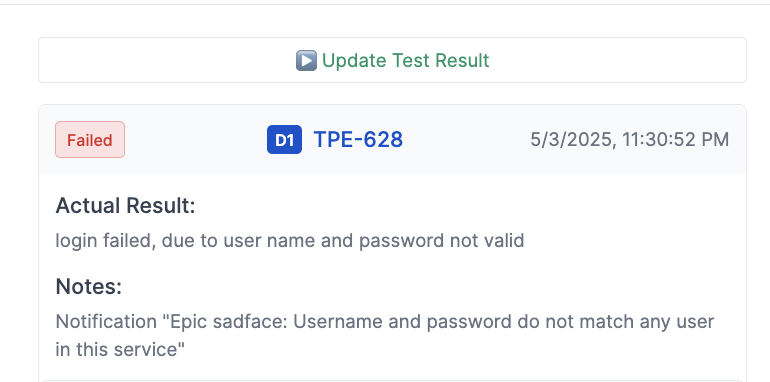 Update Test Result
Failed
D1 TPE-628
5/3/2025, 11:30:52 PM
Actual Result:
login failed, due to user name and password not valid
Notes:
Notification "Epic sadface: Username and password do not match any user
in this service"